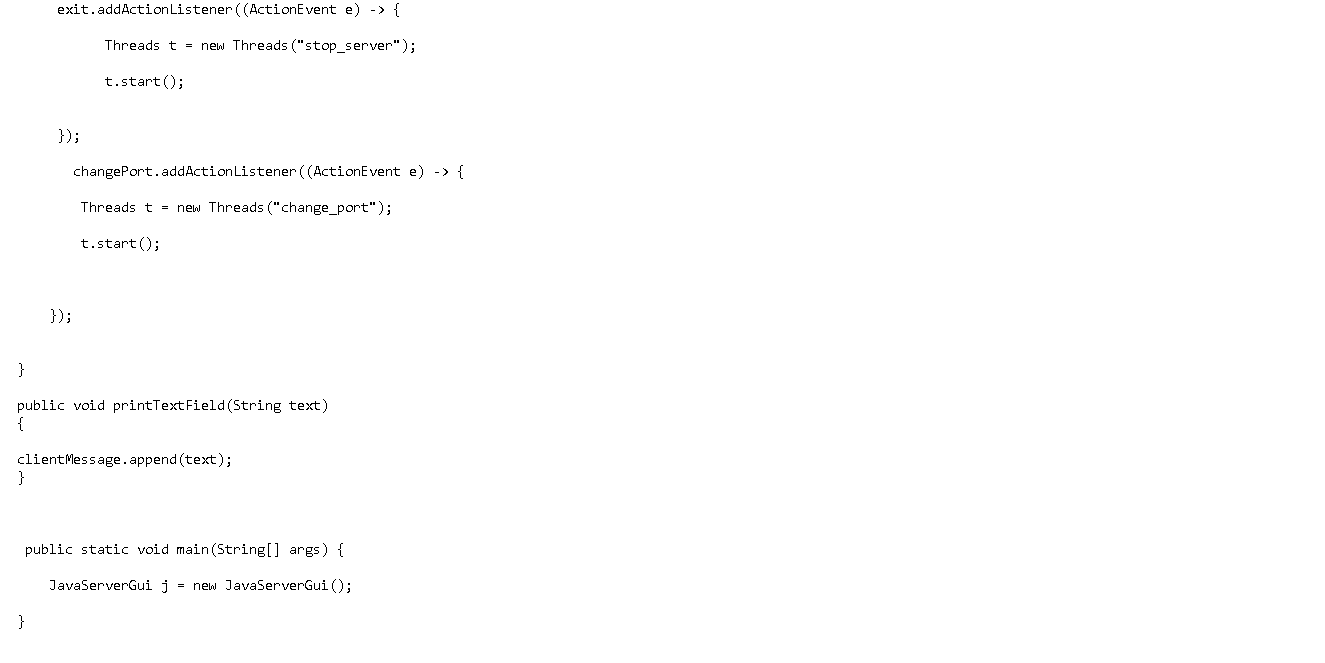 exit.addActionListener((ActionEvent e) -> {
Threads t = new Threads("stop_server");
t.start();
});
changePort.addActionListener((ActionEvent e) -> {
Threads t = new Threads("change_port");
t.start();
});
}
public void printTextField(String text)
{
clientMessage.append(text);
}
public static void main(String[] args) {
JavaServerGui j = new JavaServerGui();
}